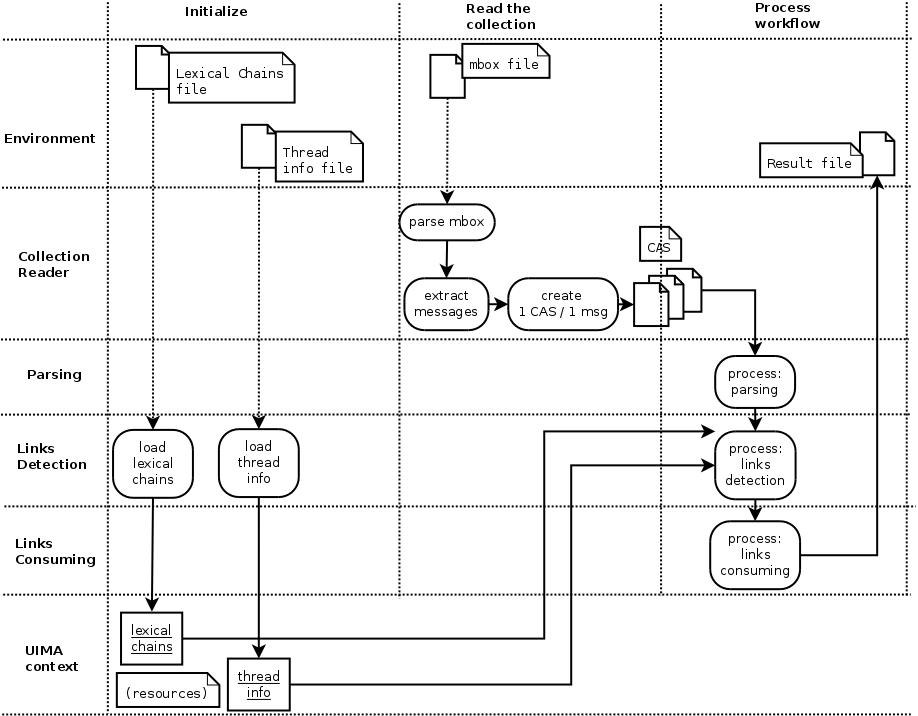 Initialize
Read the
collection
Process
workflow
Environment
Lexical Chains
file
Thread
info file
mbox file
Result file
Collection
Reader
parse mbox
extract
messages
create
1 CAS / 1 msg
CAS
Parsing
process:
parsing
Links
Detection
load
lexical
chains
load
thread
info
process:
links
detection
Links
Consuming
process:
links
consuming
UIMA
context
lexical
chains
(resources)
thread
info